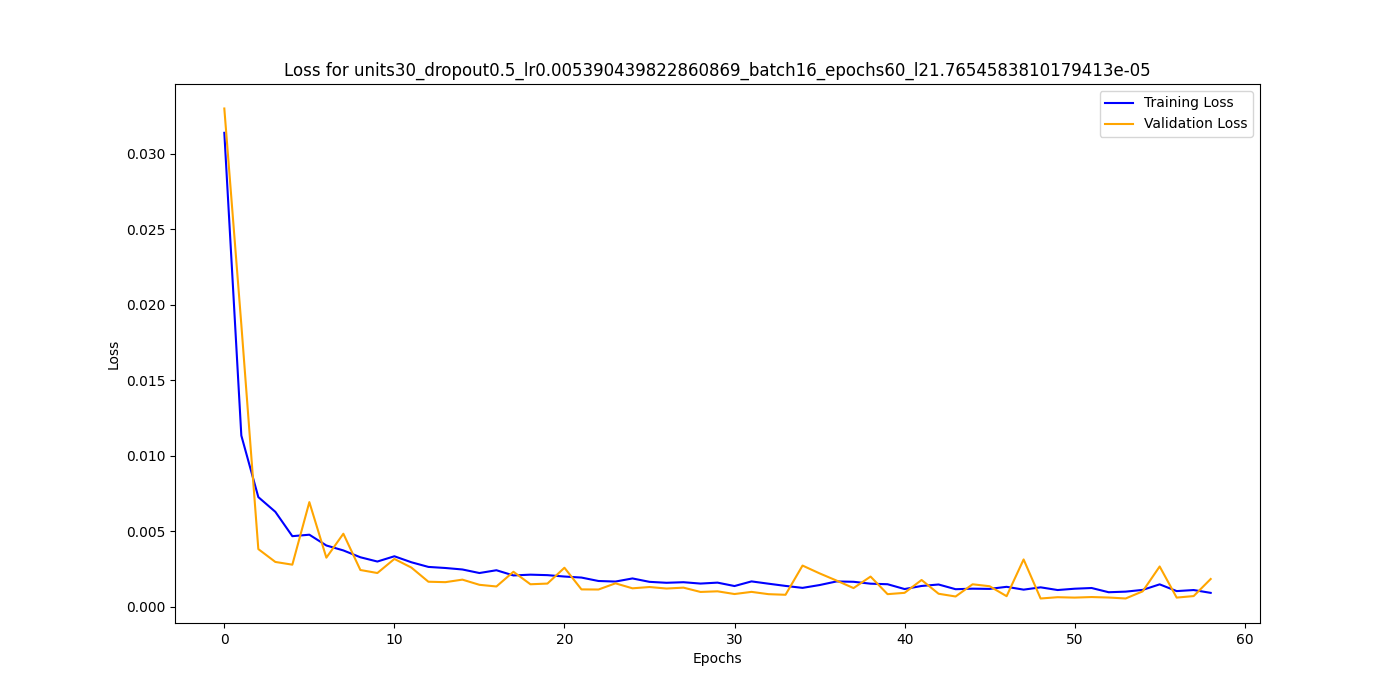 Loss for units30_dropout0.5_lr0.005390439822860869_batch16_epochs60_l21.7654583810179413e-05
Training Loss
Validation Loss
0.030
0.025
0.020
0.015
0.010
0.005
0.000
Loss
0 10 20 30 40 50 60
Epochs